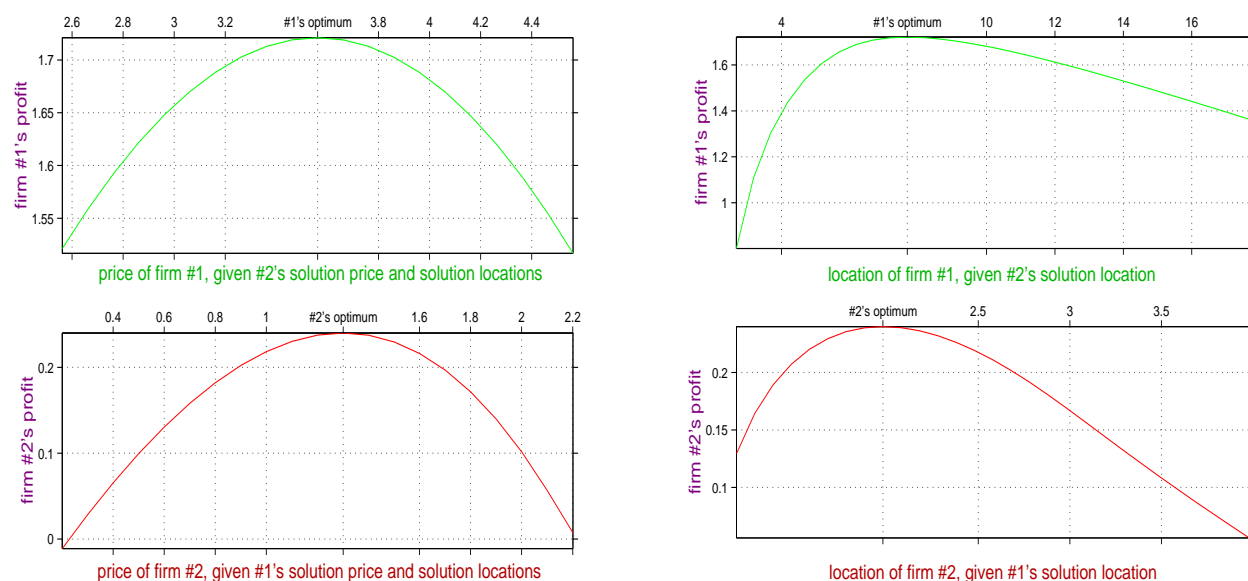 2.6 2.8 3 3.2 #1's optimum 3.8 4 4.2 4.4
1.7
1.65
1.6
1.55
firm #1's profit
price of firm #1, given #2's solution price and solution locations
4 #1's optimum 10 12 14 16
1.6
1.4
1.2
1
firm #1's profit
location of firm #1, given #2's solution location
0.4 0.6 0.8 1 #2's optimum 1.6 1.8 2 2.2
0.2
0.1
0
firm #2's profit
price of firm #2, given #1's solution price and solution locations
#2's optimum 2.5 3 3.5
0.2
0.15
0.1
firm #2's profit
location of firm #2, given #1's solution location